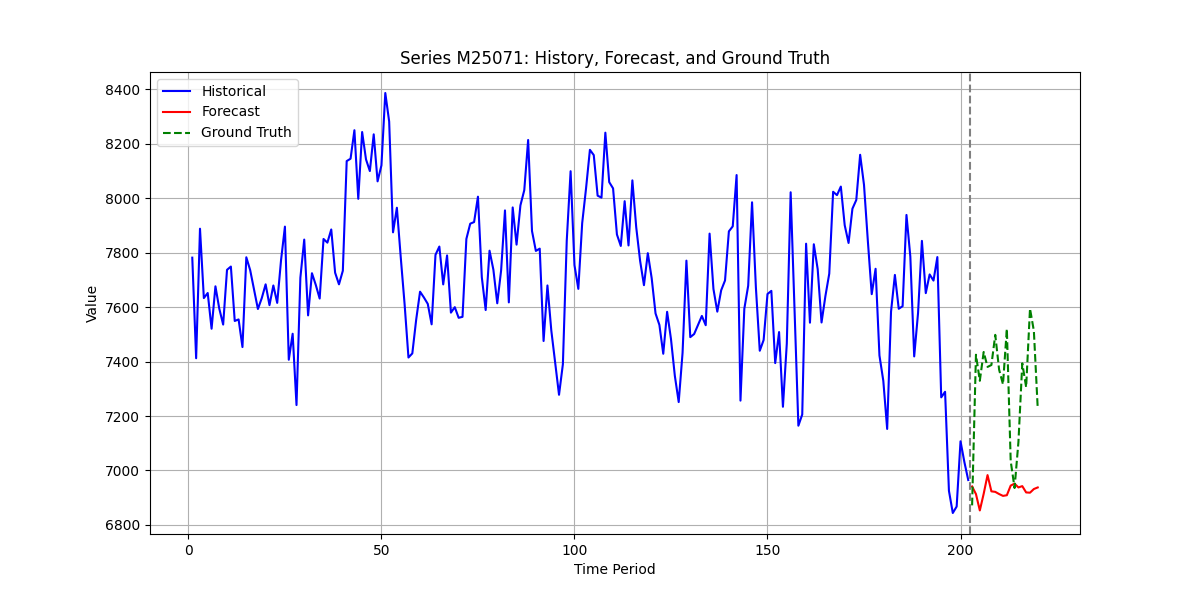 Series M25071: History, Forecast, and Ground Truth
Historical
Forecast
Ground Truth
8400
8200
8000
7800
7600
7400
7200
7000
6800
Value
0 50 100 150 200
Time Period